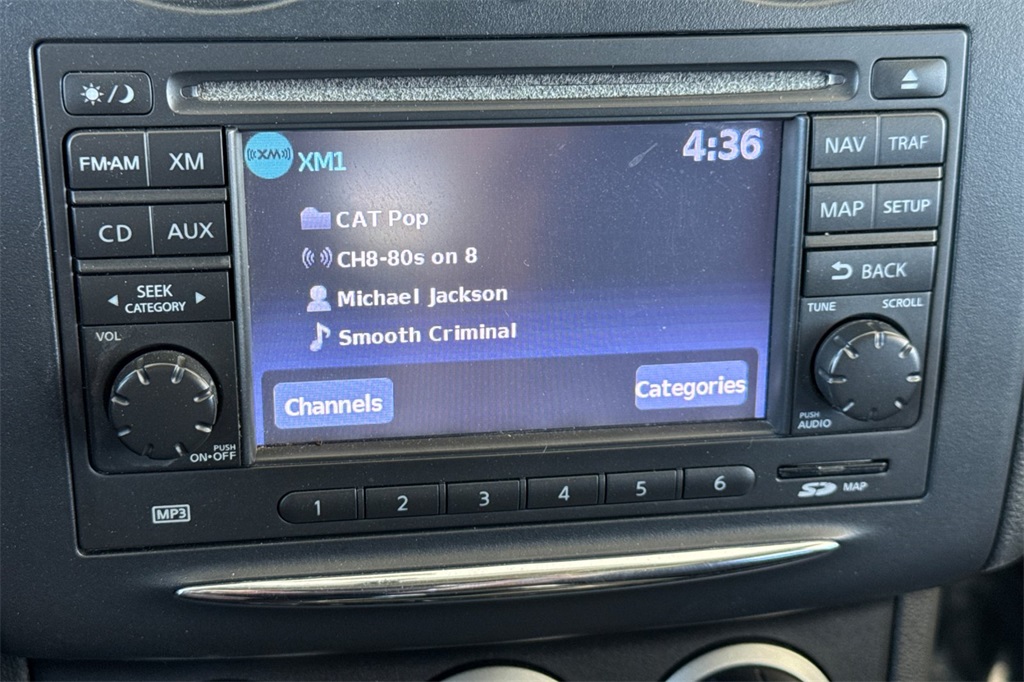 FM·AM XM
CD AUX
SEEK
CATEGORY
VOL
PUSH
ON·OFF
MP3
XM
XM1
4:36
CAT Pop
CH8-80s on 8
Michael Jackson
Smooth Criminal
Channels
Categories
NAV TRAF
MAP SETUP
BACK
TUNE SCROLL
PUSH
AUDIO
1 2 3 4 5 6
SD MAP